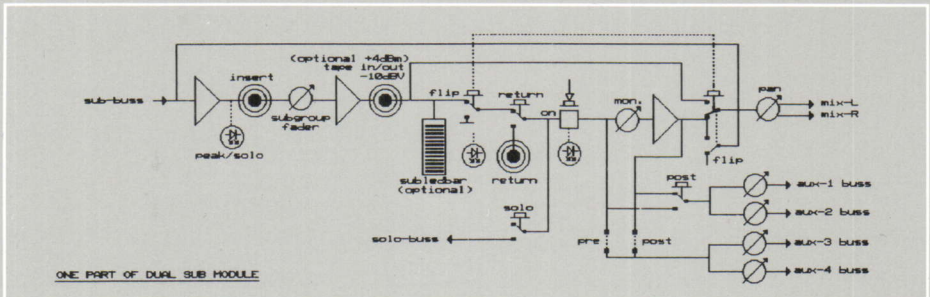 (optional +4dBm)
tape in/out
-10dBV
insert
flip
return
pan
sub-buss
on
mon.
mix-L
mix-R
subgroup
fader
peak/solo
subledbar
(optional)
return
flip
post
aux-1 buss
aux-2 buss
solo
solo-buss
pre
post
aux-3 buss
aux-4 buss
ONE PART OF DUAL SUB MODULE